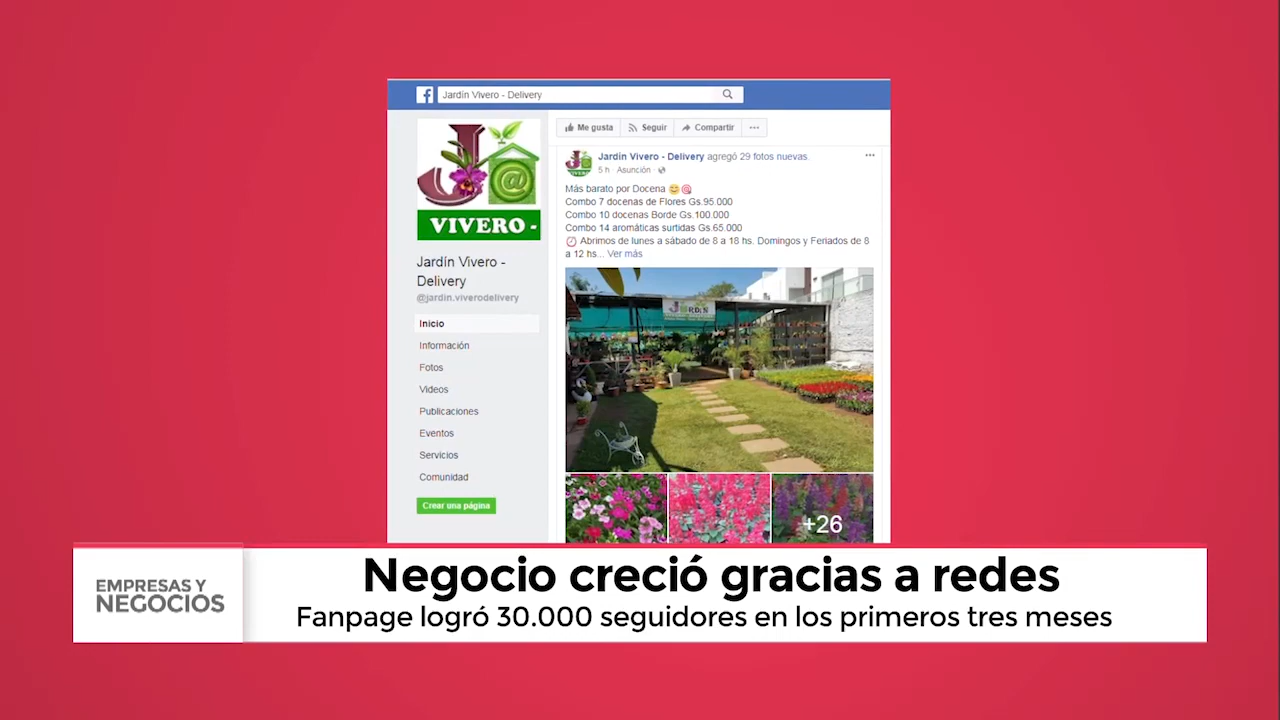 Jardín Vivero - Delivery
J@
VIVERO -
Jardín Vivero -
Delivery
@jardin.viverodelivery
Inicio
Información
Fotos
Videos
Publicaciones
Eventos
Servicios
Comunidad
Crear una página
Me gusta Seguir Compartir ...
Jardín Vivero - Delivery agregó 29 fotos nuevas.
5 h · Asunción ·
Más barato por Docena
Combo 7 docenas de Flores Gs.95.000
Combo 10 docenas Borde Gs.100.000
Combo 14 aromáticas surtidas Gs.65.000
Abrimos de lunes a sábado de 8 a 18 hs. Domingos y Feriados de 8
a 12 hs... Ver más
+26
EMPRESAS Y
NEGOCIOS
Negocio creció gracias a redes
Fanpage logró 30.000 seguidores en los primeros tres meses